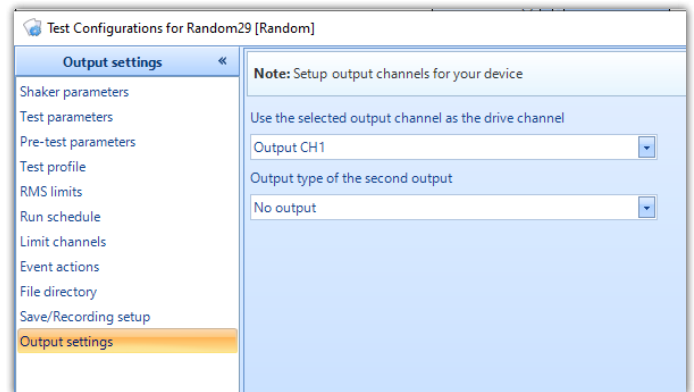 Test Configurations for Random29 [Random]
Output settings «
Note: Setup output channels for your device
Shaker parameters
Test parameters
Pre-test parameters
Test profile
RMS limits
Run schedule
Limit channels
Event actions
File directory
Save/Recording setup
Output settings
Use the selected output channel as the drive channel
Output CH1
Output type of the second output
No output